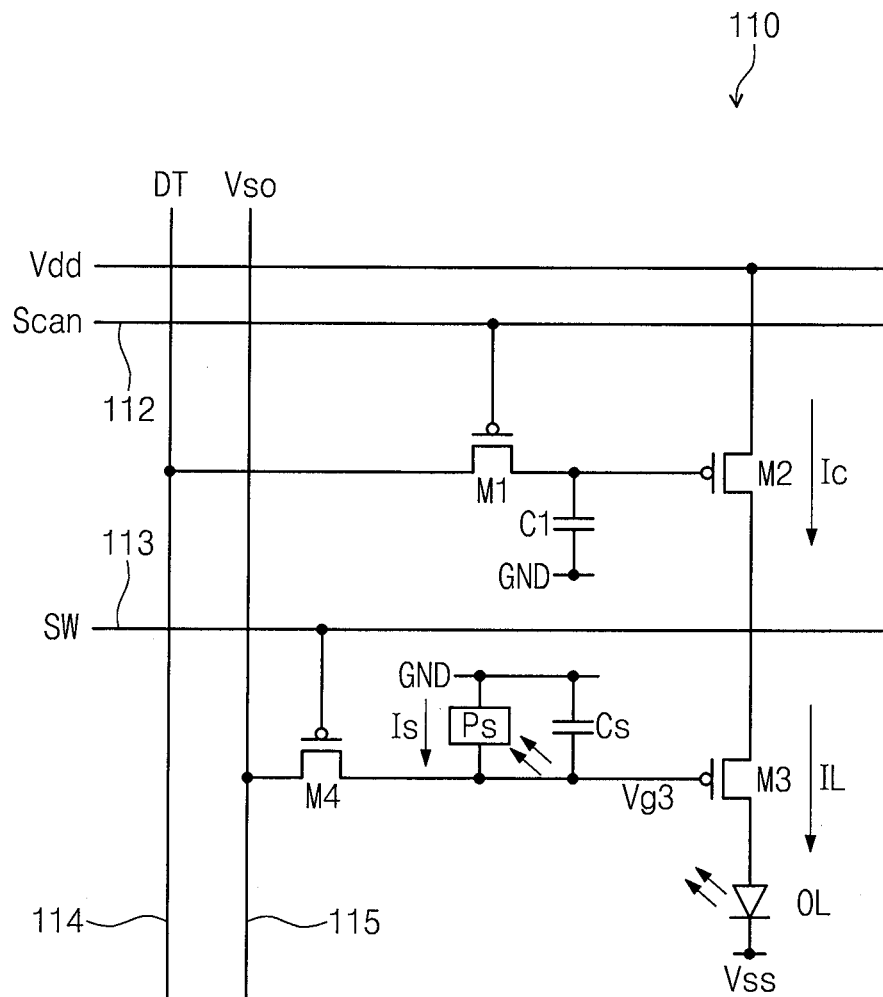 110
DT
Vso
Vdd
Scan
112
M1
M2
Ic
C1
GND
113
SW
GND
Is
Ps
Cs
M4
Vg3
M3
IL
OL
114
115
Vss